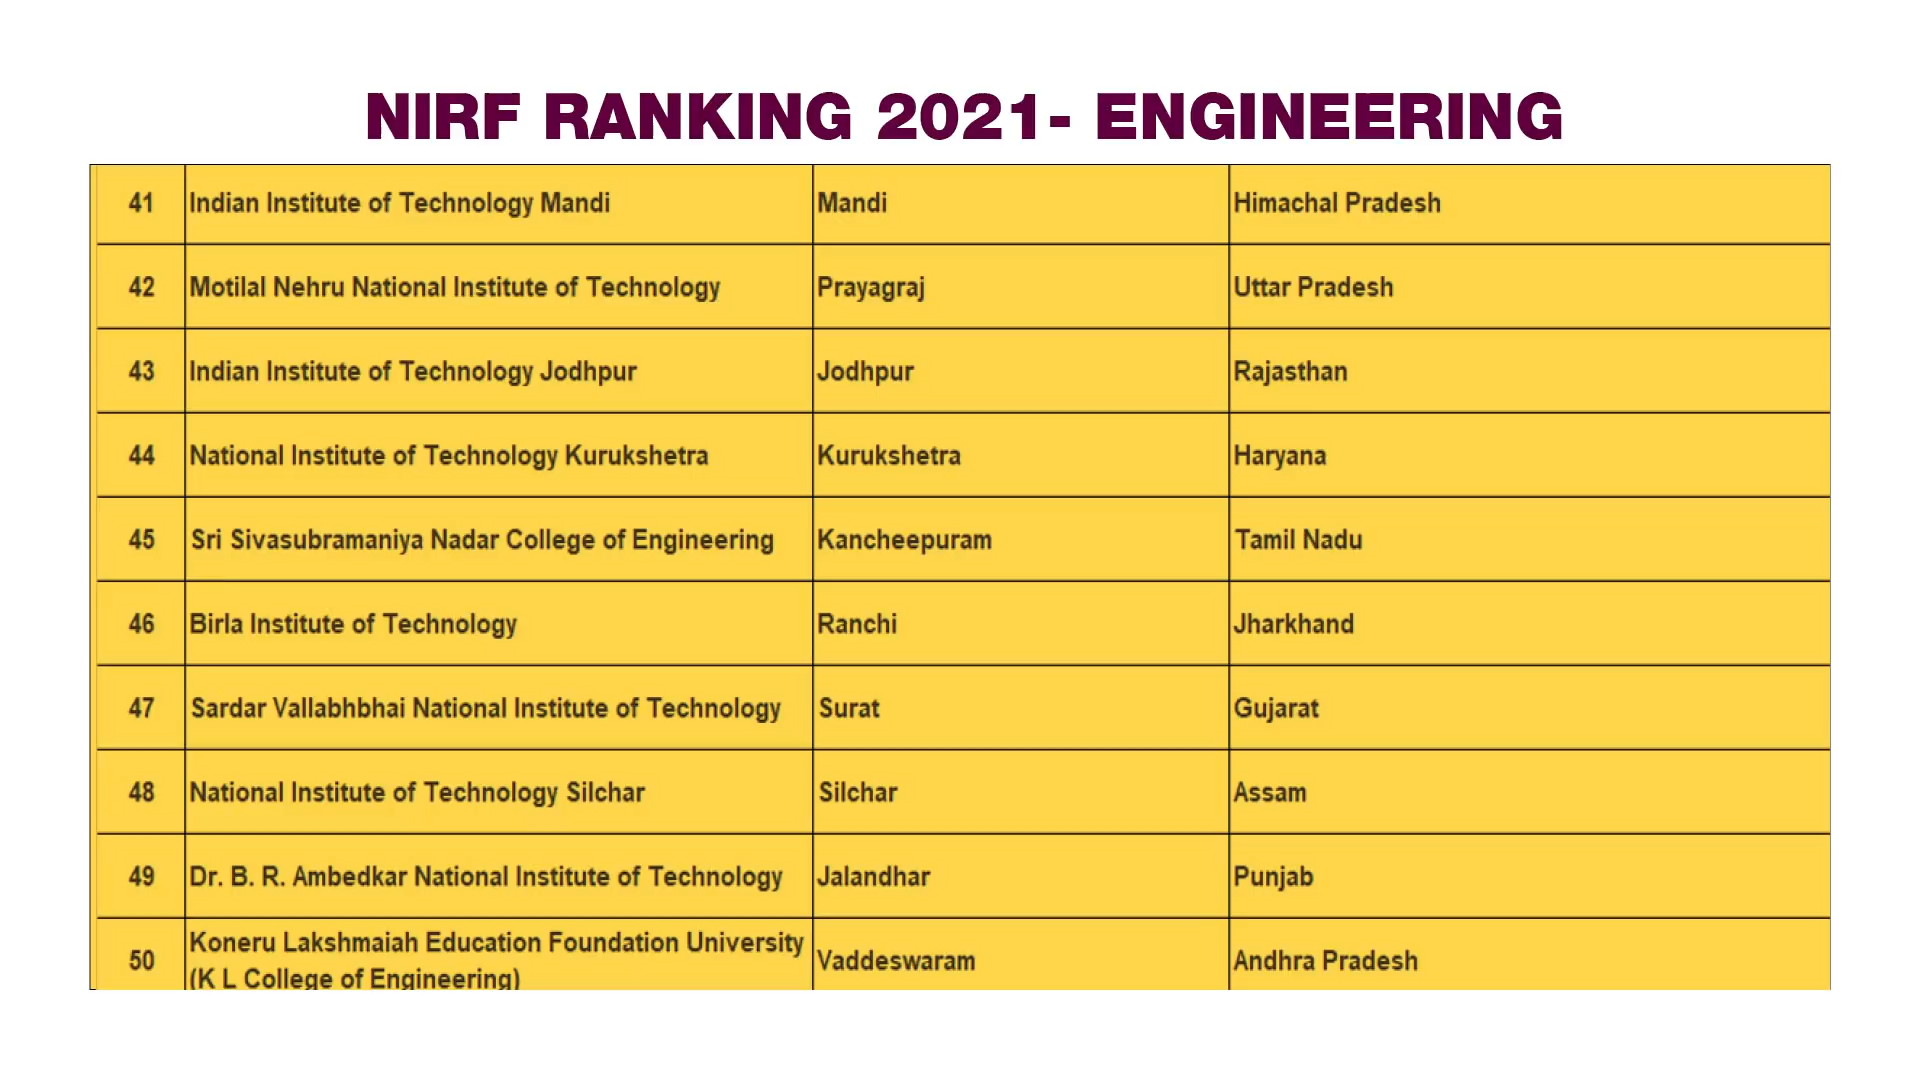 NIRF RANKING 2021- ENGINEERING
41 Indian Institute of Technology Mandi Mandi Himachal Pradesh
42 Motilal Nehru National Institute of Technology Prayagraj Uttar Pradesh
43 Indian Institute of Technology Jodhpur Jodhpur Rajasthan
44 National Institute of Technology Kurukshetra Kurukshetra Haryana
45 Sri Sivasubramaniya Nadar College of Engineering Kancheepuram Tamil Nadu
46 Birla Institute of Technology Ranchi Jharkhand
47 Sardar Vallabhbhai National Institute of Technology Surat Gujarat
48 National Institute of Technology Silchar Silchar Assam
49 Dr. B. R. Ambedkar National Institute of Technology Jalandhar Punjab
50 Koneru Lakshmaiah Education Foundation University
(K L College of Engineering) Vaddeswaram Andhra Pradesh